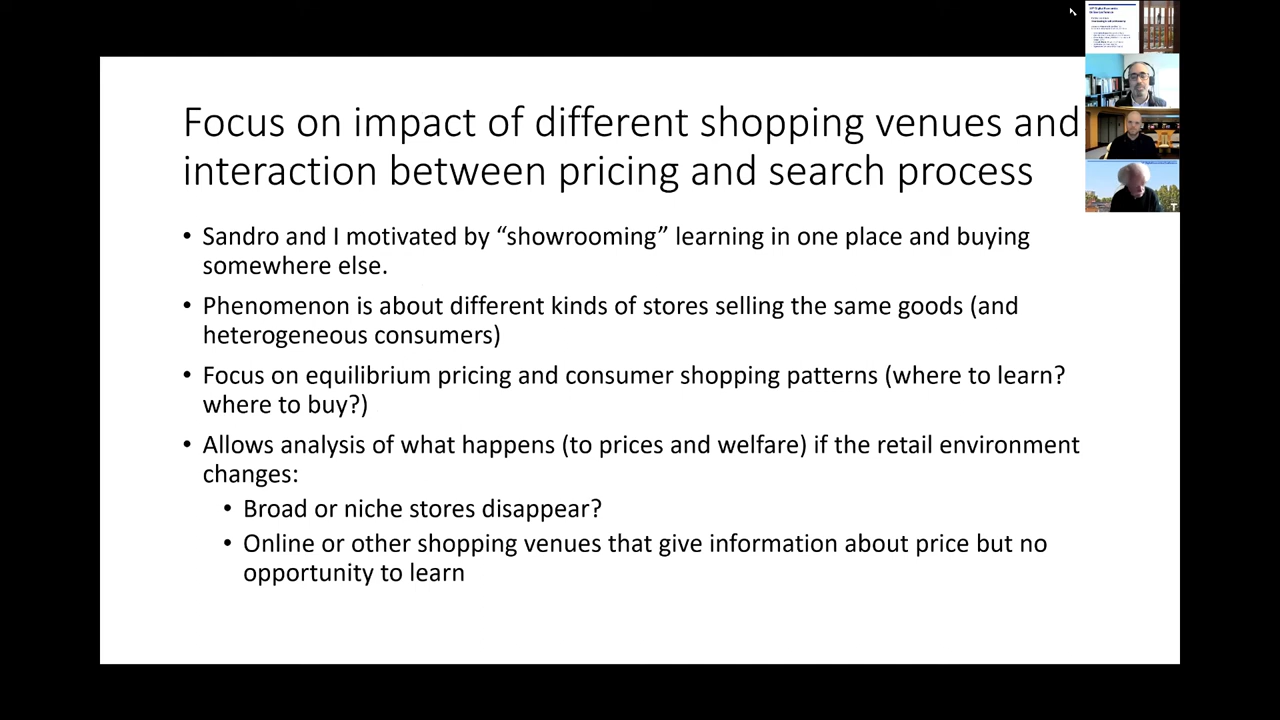 Focus on impact of different shopping venues and
interaction between pricing and search process
• Sandro and I motivated by “showrooming” learning in one place and buying
somewhere else.
• Phenomenon is about different kinds of stores selling the same goods (and
heterogeneous consumers)
• Focus on equilibrium pricing and consumer shopping patterns (where to learn?
where to buy?)
• Allows analysis of what happens (to prices and welfare) if the retail environment
changes:
• Broad or niche stores disappear?
• Online or other shopping venues that give information about price but no
opportunity to learn